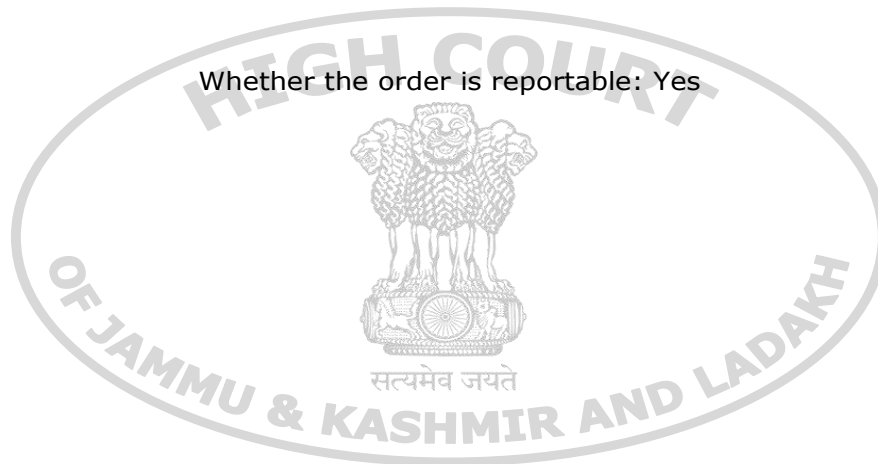 HIGH COURT
Whether the order is reportable: Yes
सत्यमेव जयते
OF JAMMU & KASHMIR AND LADAKH